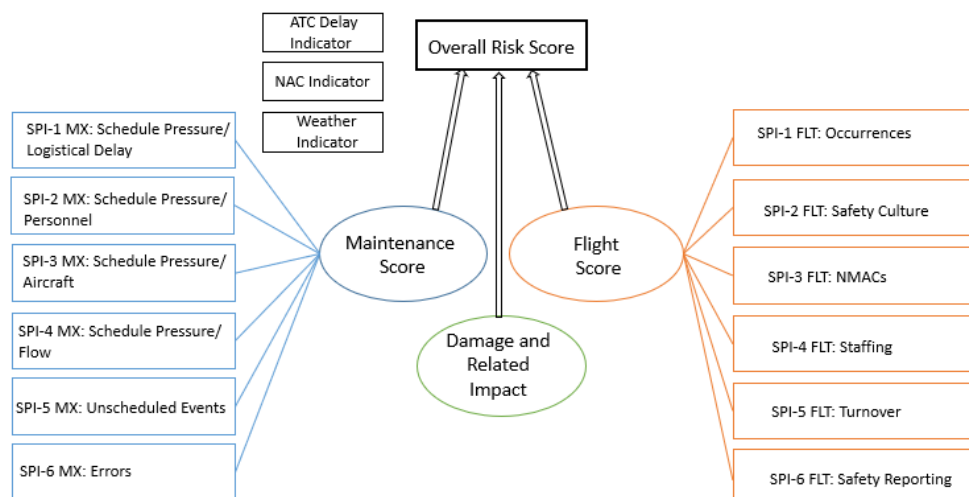 ATC Delay
Indicator
Overall Risk Score
NAC Indicator
Weather
Indicator
SPI-1 MX: Schedule Pressure/
Logistical Delay
SPI-2 MX: Schedule Pressure/
Personnel
SPI-3 MX: Schedule Pressure/
Aircraft
SPI-4 MX: Schedule Pressure/
Flow
SPI-5 MX: Unscheduled Events
SPI-6 MX: Errors
Maintenance
Score
Flight
Score
Damage and
Related
Impact
SPI-1 FLT: Occurrences
SPI-2 FLT: Safety Culture
SPI-3 FLT: NMACs
SPI-4 FLT: Staffing
SPI-5 FLT: Turnover
SPI-6 FLT: Safety Reporting